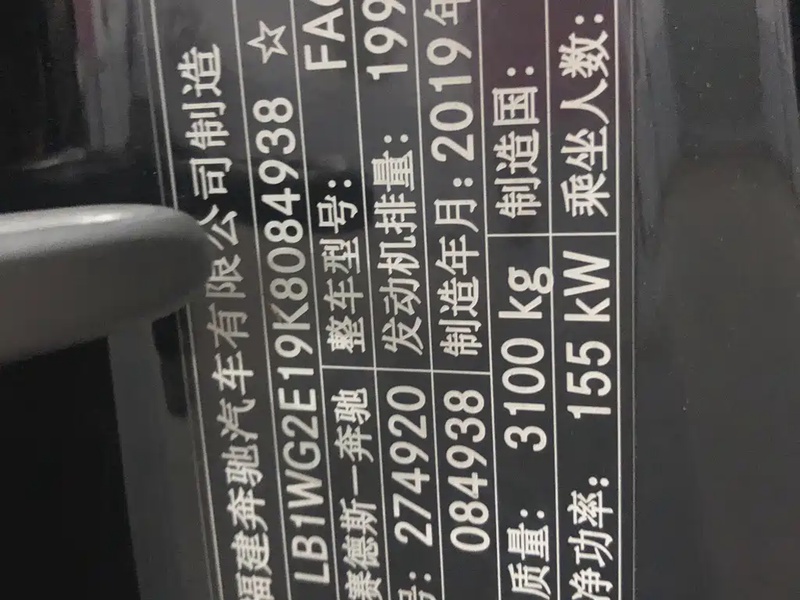 福建奔驰汽车有限公司制造
LB1WG2E19K8084938 ☆
赛德斯-奔驰 整车型号: FA
号: 274920 发动机排量: 199
084938 制造年月: 2019年
质量: 3100 kg 制造国:
净功率: 155 kW 乘坐人数: